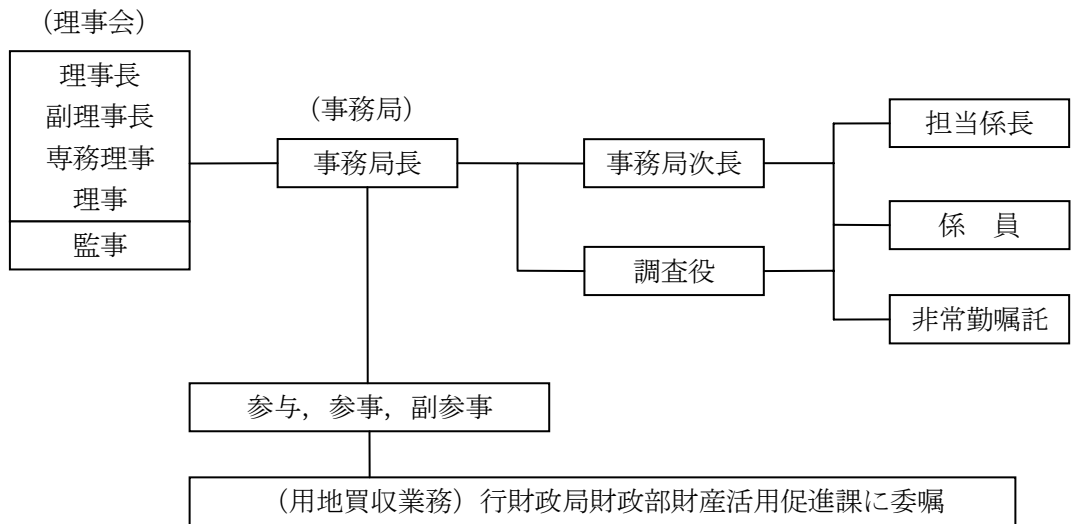 （理事会）
理事長
副理事長
専務理事
理事
監事
（事務局）
事務局長
事務局次長
調査役
担当係長
係　員
非常勤嘱託
参与，参事，副参事
（用地買収業務）行財政局財政部財産活用促進課に委嘱